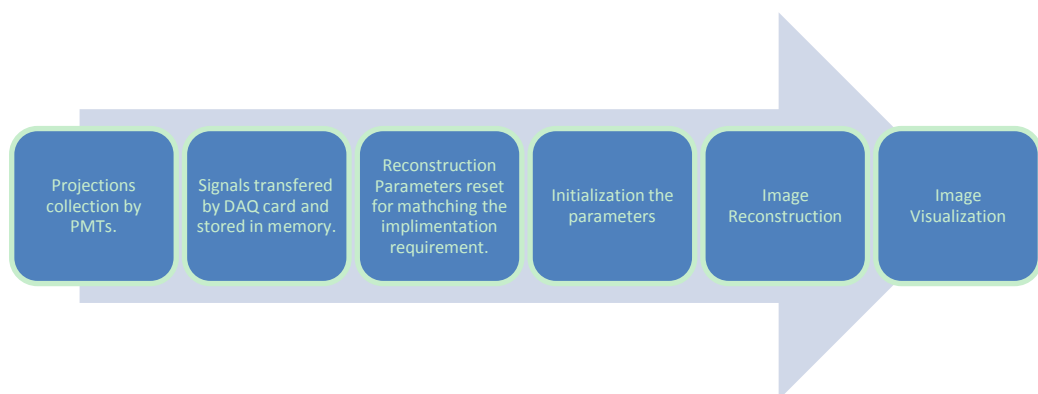 Projections
collection by
PMTs.
Signals transfered
by DAQ card and
stored in memory.
Reconstruction
Parameters reset
for mathching the
implimentation
requirement.
Initialization the
parameters
Image
Reconstruction
Image
Visualization